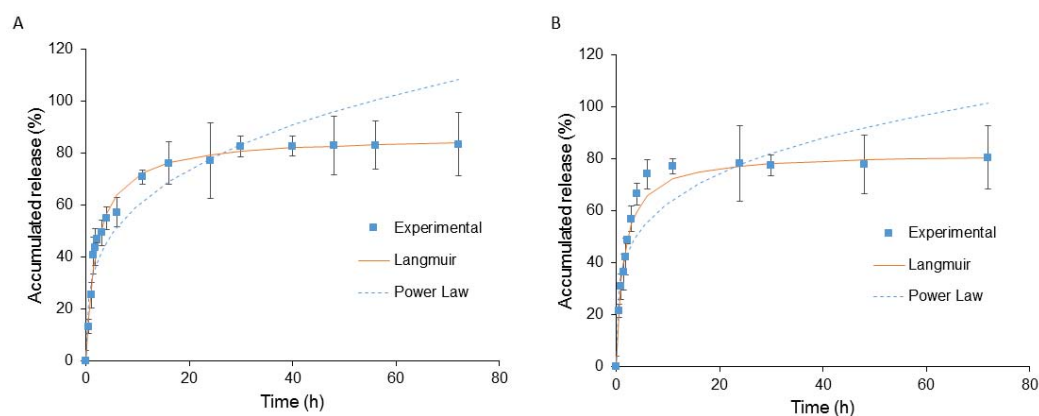 A
120
100
80
60
40
20
0
Accumulated release (%)
Experimental
Langmuir
Power Law
0 20 40 60 80
Time (h)
B
120
100
80
60
40
20
0
Accumulated release (%)
Experimental
Langmuir
Power Law
0 20 40 60 80
Time (h)